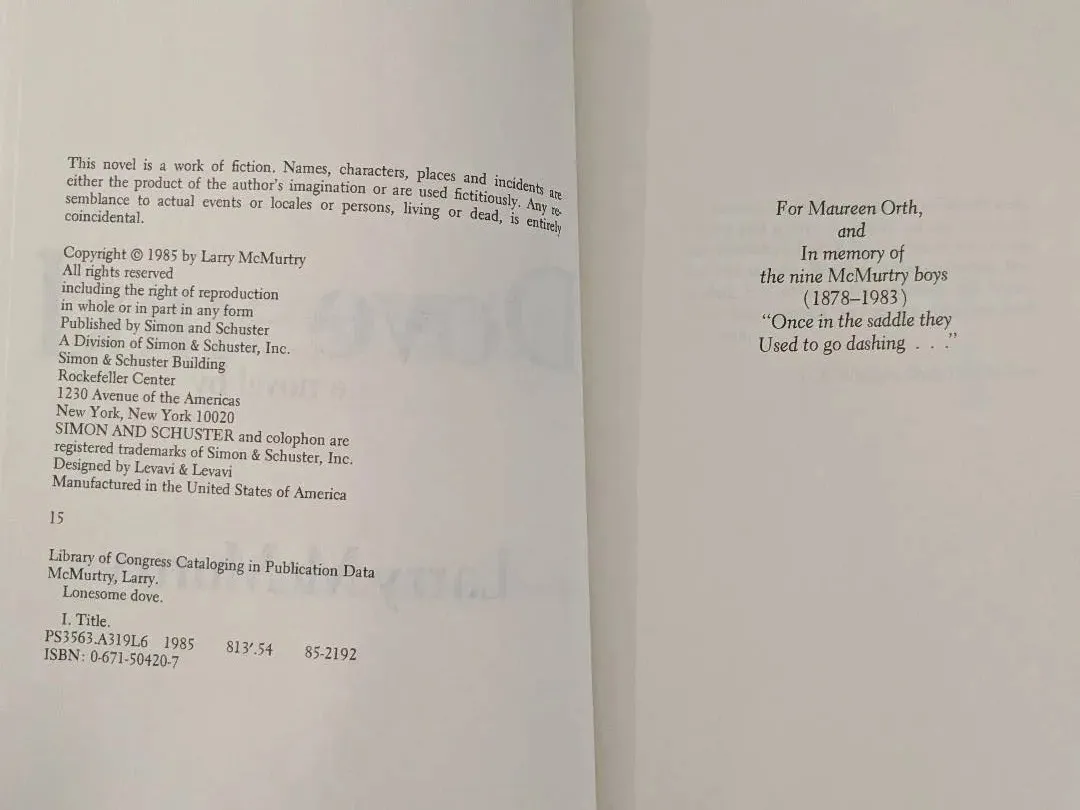 This novel is a work of fiction. Names, characters, places and incidents are
either the product of the author's imagination or are used fictitiously. Any re-
semblance to actual events or locales or persons, living or dead, is entirely
coincidental.
Copyright © 1985 by Larry McMurtry
All rights reserved
including the right of reproduction
in whole or in part in any form
Published by Simon and Schuster
A Division of Simon & Schuster, Inc.
Simon & Schuster Building
Rockefeller Center
1230 Avenue of the Americas
New York, New York 10020
SIMON AND SCHUSTER and colophon are
registered trademarks of Simon & Schuster, Inc.
Designed by Levavi & Levavi
Manufactured in the United States of America
15
Library of Congress Cataloging in Publication Data
McMurtry, Larry.
Lonesome dove.
I. Title.
PS3563.A319L6 1985 813'.54 85-2192
ISBN: 0-671-50420-7
For Maureen Orth,
and
In memory of
the nine McMurtry boys
(1878–1983)
"Once in the saddle they
Used to go dashing . . ."